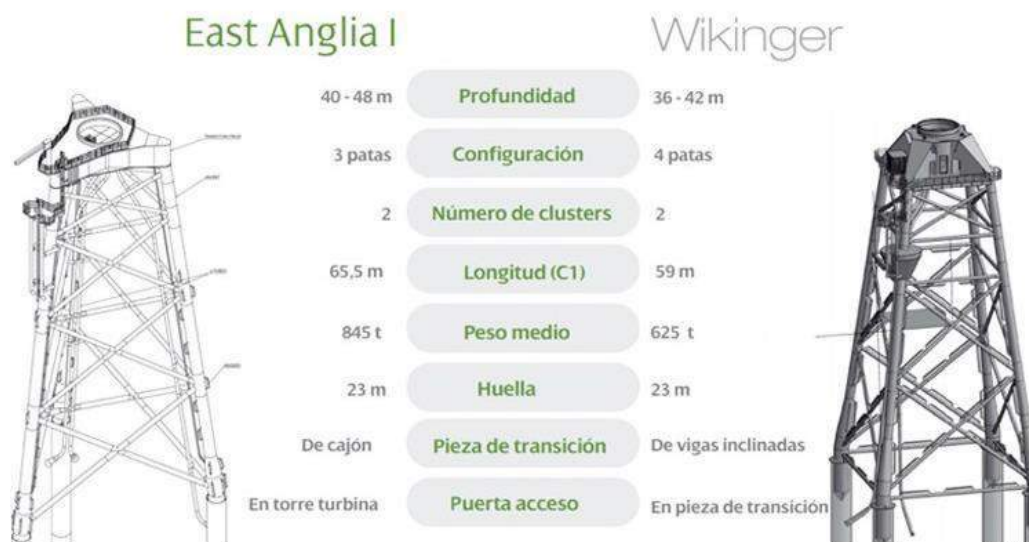 East Anglia I
Wikinger
40 - 48 m Profundidad 36 - 42 m
3 patas Configuración 4 patas
2 Número de clusters 2
65,5 m Longitud (C1) 59 m
845 t Peso medio 625 t
23 m Huella 23 m
De cajón Pieza de transición De vigas inclinadas
En torre turbina Puerta acceso En pieza de transición